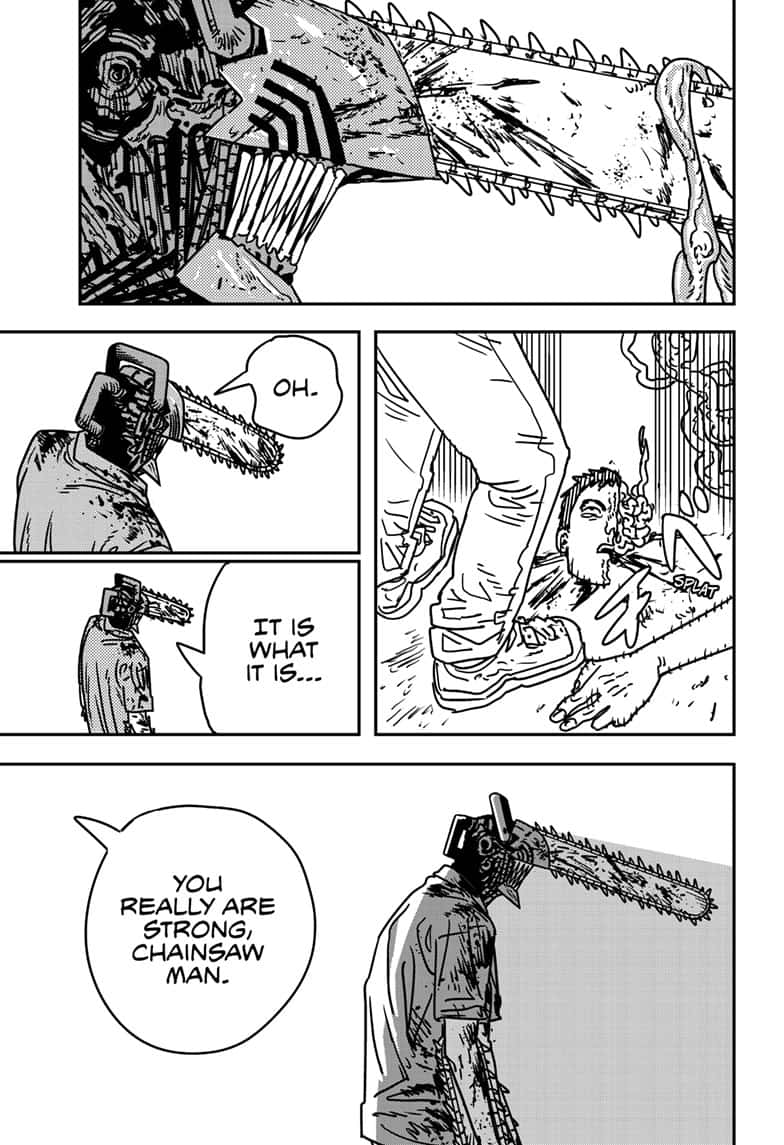 SPLAT
OH.
IT IS
WHAT
IT IS...
YOU
REALLY ARE
STRONG,
CHAINSAW
MAN.